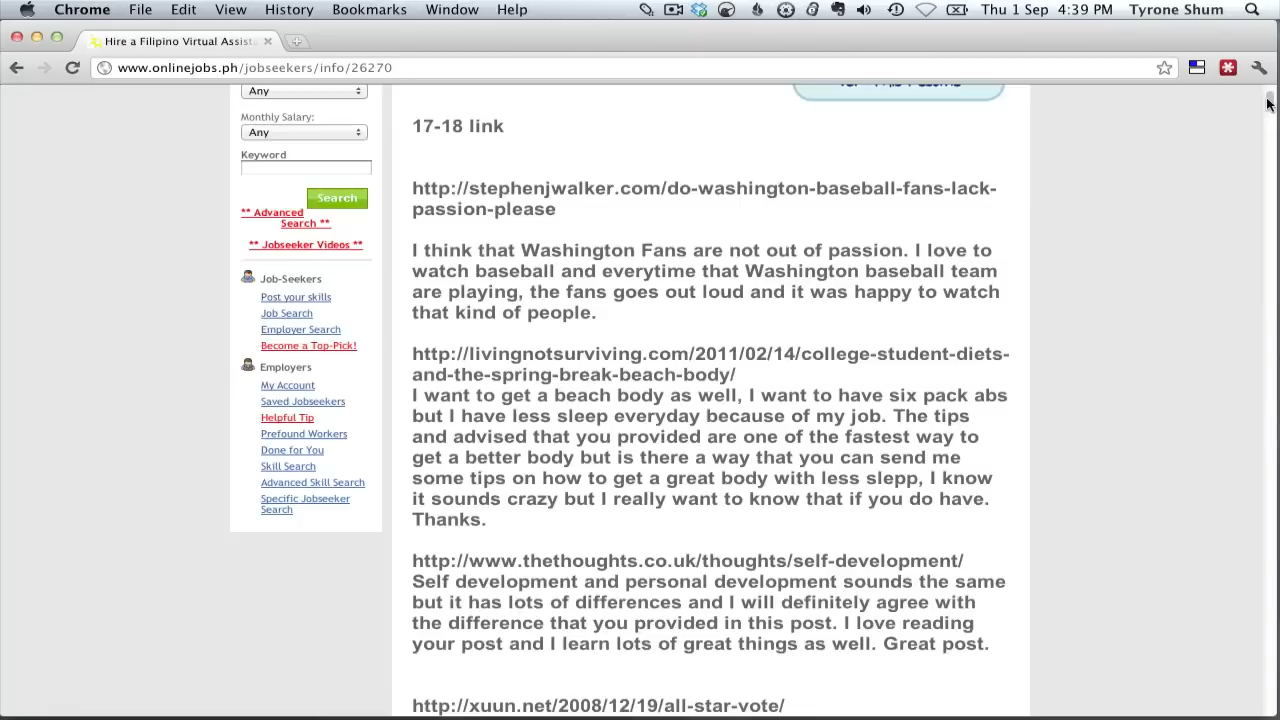 Chrome File Edit View History Bookmarks Window Help Thu 1 Sep 4:39 PM Tyrone Shum
Hire a Filipino Virtual Assist
www.onlinejobs.ph/jobseekers/info/26270
Any
Monthly Salary:
Any
Keyword
Search
** Advanced
Search **
** Jobseeker Videos **
Job-Seekers
Post your skills
Job Search
Employer Search
Become a Top-Pick!
Employers
My Account
Saved Jobseekers
Helpful Tip
Prefound Workers
Done for You
Skill Search
Advanced Skill Search
Specific Jobseeker
Search
17-18 link
http://stephenjwalker.com/do-washington-baseball-fans-lack-
passion-please
I think that Washington Fans are not out of passion. I love to
watch baseball and everytime that Washington baseball team
are playing, the fans goes out loud and it was happy to watch
that kind of people.
http://livingnotsurviving.com/2011/02/14/college-student-diets-
and-the-spring-break-beach-body/
I want to get a beach body as well, I want to have six pack abs
but I have less sleep everyday because of my job. The tips
and advised that you provided are one of the fastest way to
get a better body but is there a way that you can send me
some tips on how to get a great body with less slepp, I know
it sounds crazy but I really want to know that if you do have.
Thanks.
http://www.thethoughts.co.uk/thoughts/self-development/
Self development and personal development sounds the same
but it has lots of differences and I will definitely agree with
the difference that you provided in this post. I love reading
your post and I learn lots of great things as well. Great post.
http://xuun.net/2008/12/19/all-star-vote/